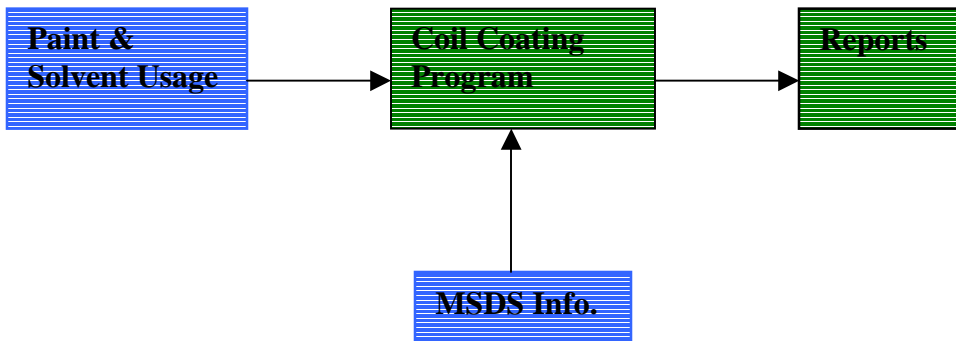 Paint &
Solvent Usage
Coil Coating
Program
Reports
MSDS Info.